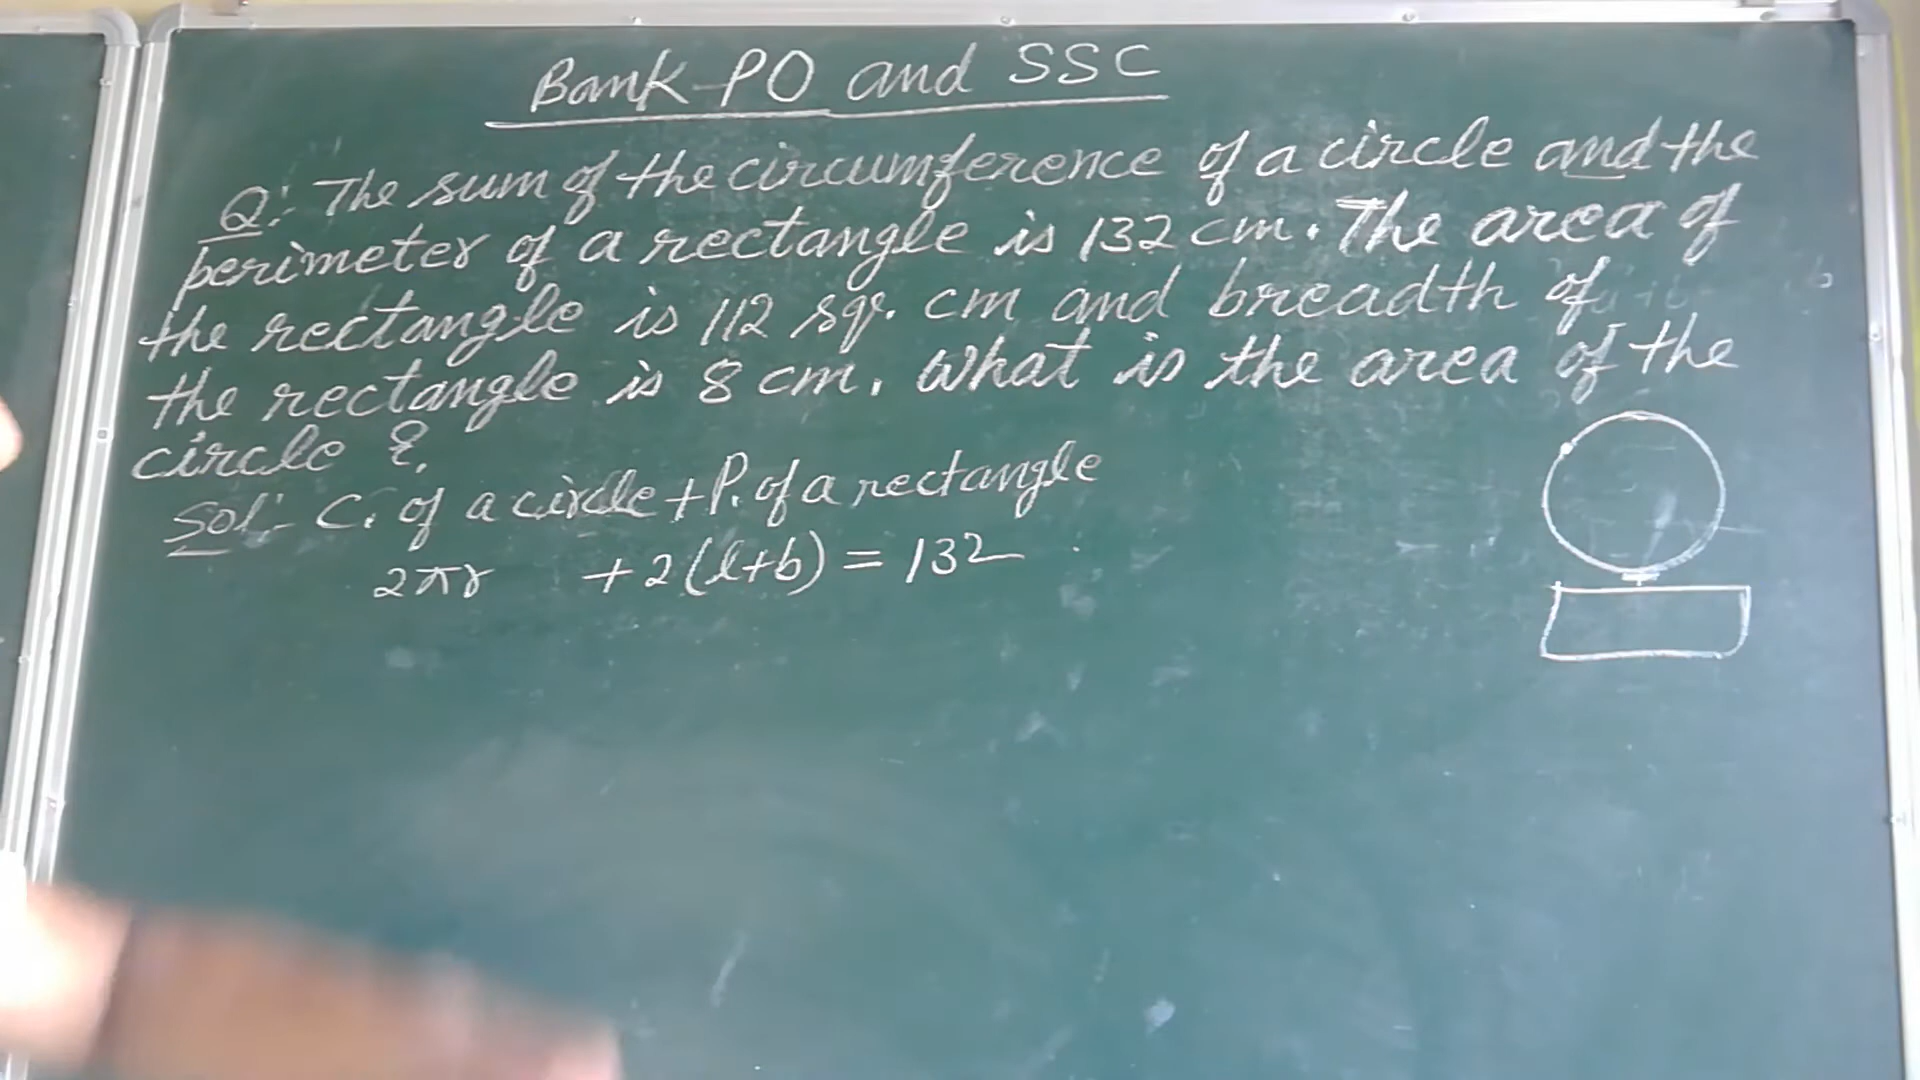 Bank PO and SSC
Q:- The sum of the circumference of a circle and the
perimeter of a rectangle is 132 cm. The area of
the rectangle is 112 sqr. cm and breadth of
the rectangle is 8 cm. What is the area of the
circle ?.
Sol:- C. of a circle + P. of a rectangle
2πr + 2(l+b) = 132